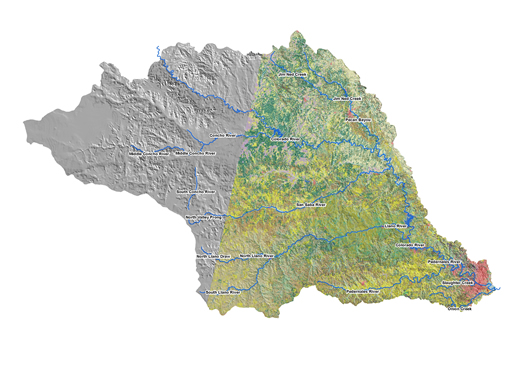 Jim Ned Creek
Jim Ned Creek
Pecan Bayou
Concho River
Colorado River
Middle Concho River
Middle Concho River
South Concho River
San Saba River
North Valley Prong
Llano River
Colorado River
North Llano Draw
North Llano River
Pedernales River
Slaughter Creek
South Llano River
Pedernales River
Onion Creek